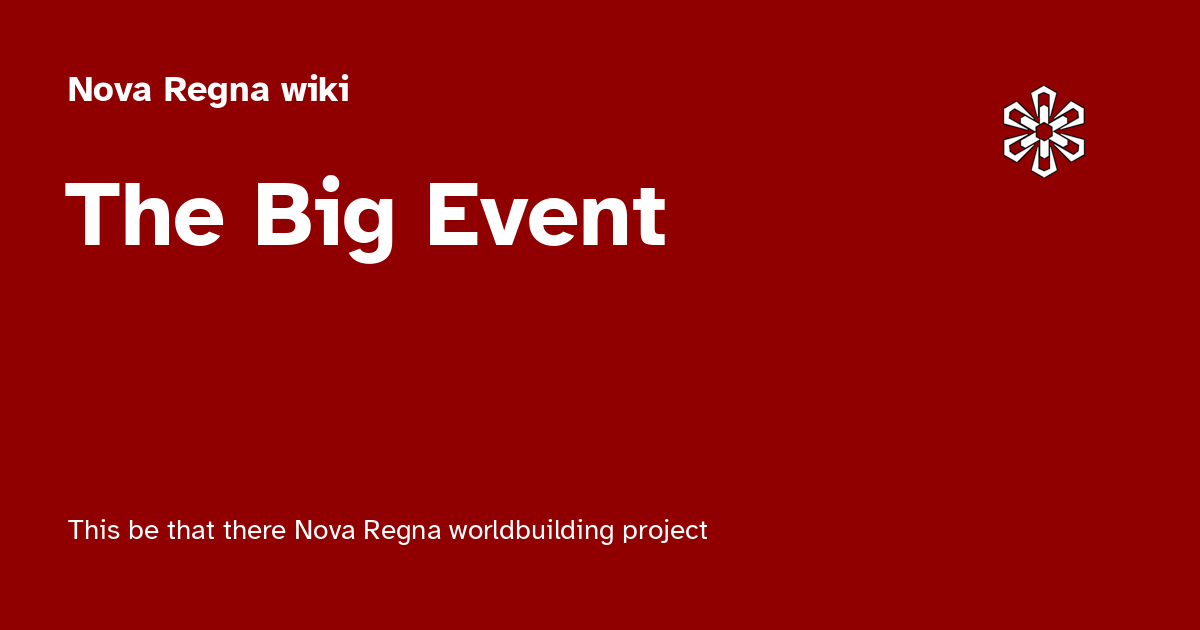 Nova Regna wiki
The Big Event
This be that there Nova Regna worldbuilding project